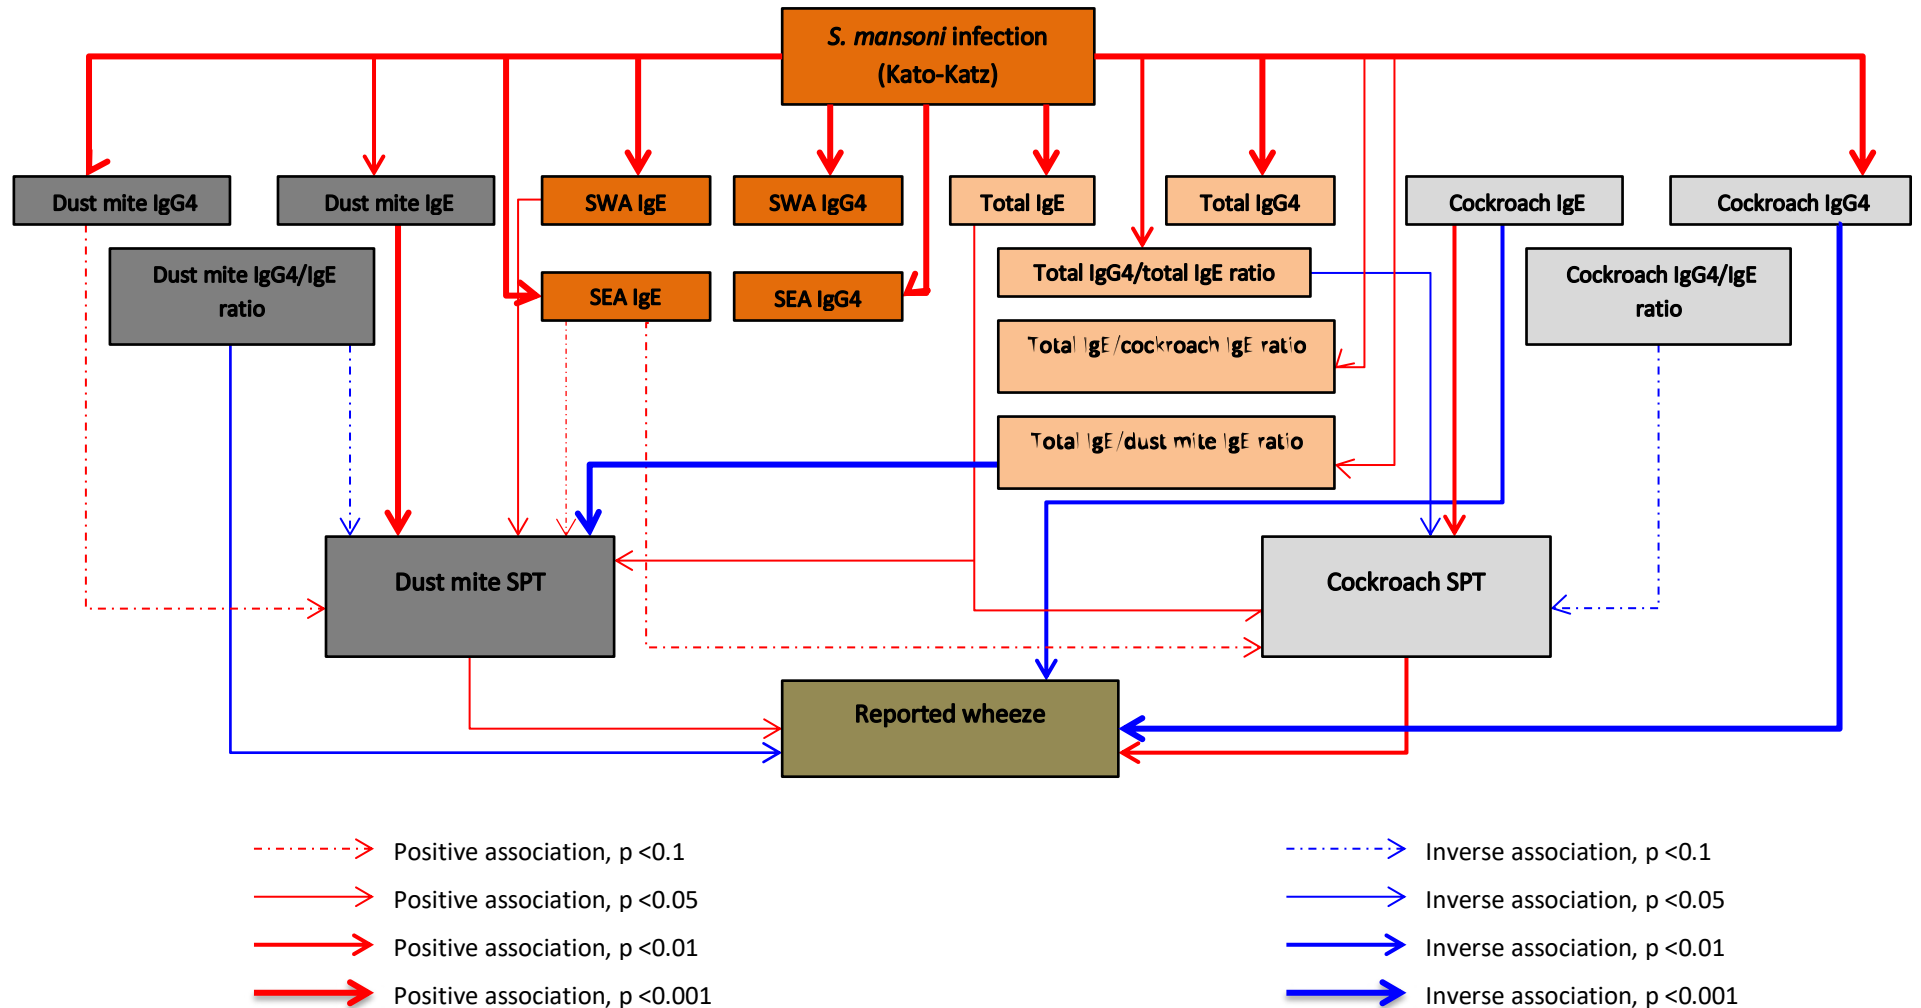 S. mansoni infection
(Kato-Katz)
Dust mite IgG4
Dust mite IgE
SWA IgE
SWA IgG4
Total IgE
Total IgG4
Cockroach IgE
Cockroach IgG4
Dust mite IgG4/IgE
ratio
SEA IgE
SEA IgG4
Total IgG4/total IgE ratio
Cockroach IgG4/IgE
ratio
Total IgE/cockroach IgE ratio
Total IgE/dust mite IgE ratio
Dust mite SPT
Cockroach SPT
Reported wheeze
Positive association, p <0.1
Positive association, p <0.05
Positive association, p <0.01
Positive association, p <0.001
Inverse association, p <0.1
Inverse association, p <0.05
Inverse association, p <0.01
Inverse association, p <0.001